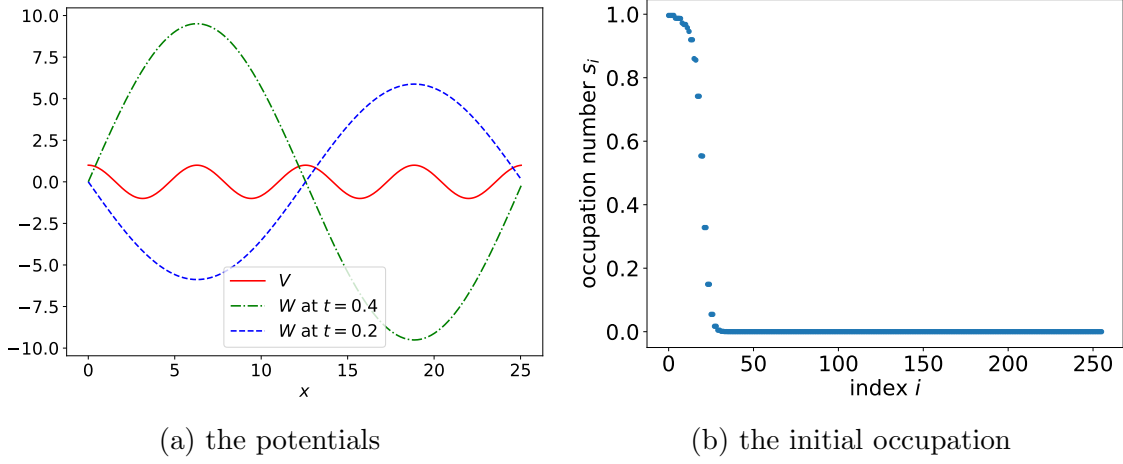 10.0
7.5
5.0
2.5
0.0
−2.5
−5.0
−7.5
−10.0
0 5 10 15 20 25
x
V
W at t = 0.4
W at t = 0.2
(a) the potentials
1.0
0.8
0.6
0.4
0.2
0.0
occupation number s_i
0 50 100 150 200 250
index i
(b) the initial occupation